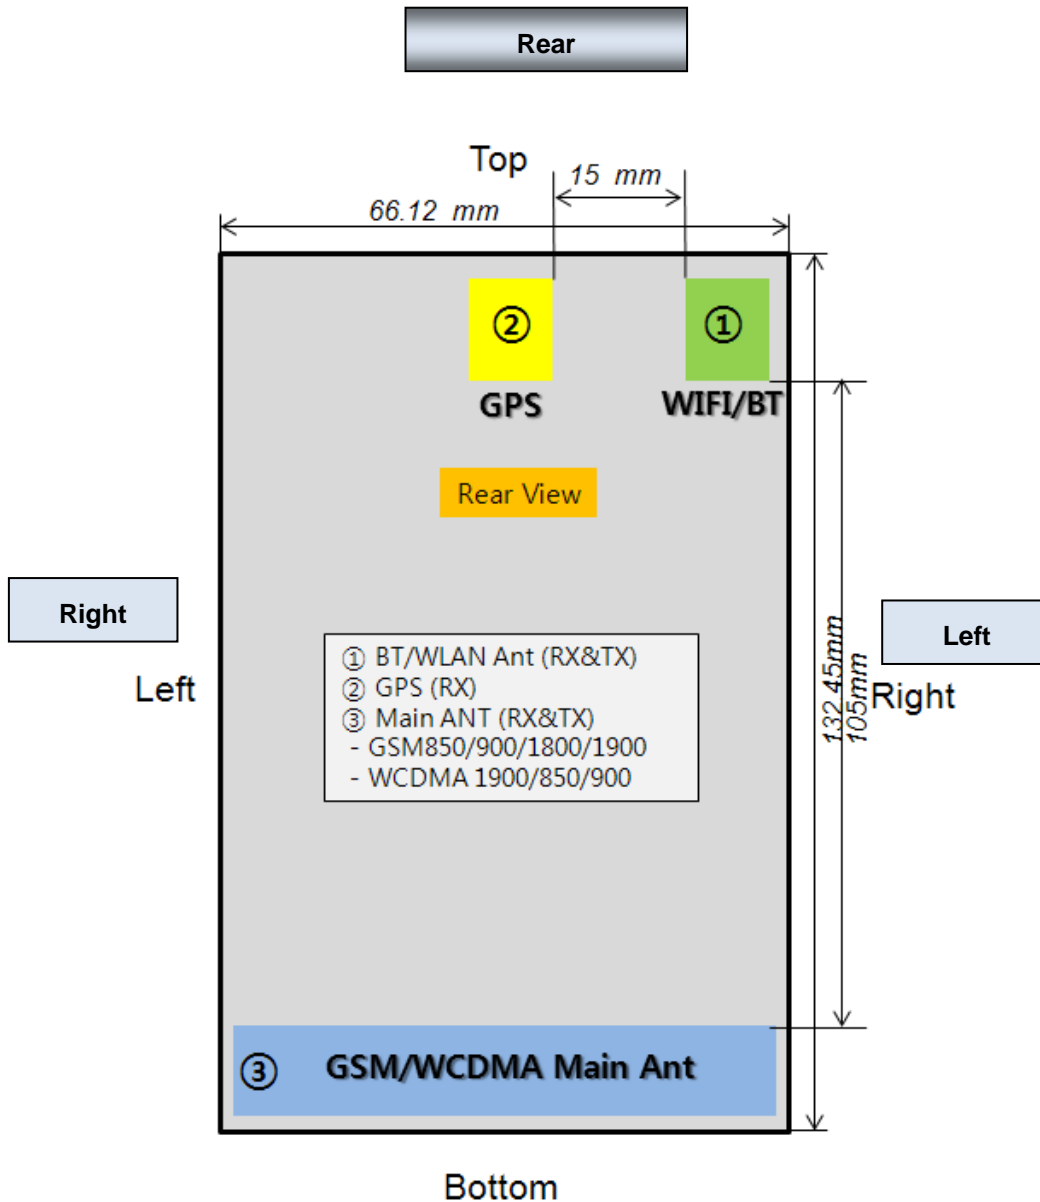 Rear
Top
15 mm
66.12 mm
②
①
GPS
WIFI/BT
Rear View
Right
Left
① BT/WLAN Ant (RX&TX)
② GPS (RX)
③ Main ANT (RX&TX)
- GSM850/900/1800/1900
- WCDMA 1900/850/900
Left
Right
132.45mm
105mm
③ GSM/WCDMA Main Ant
Bottom